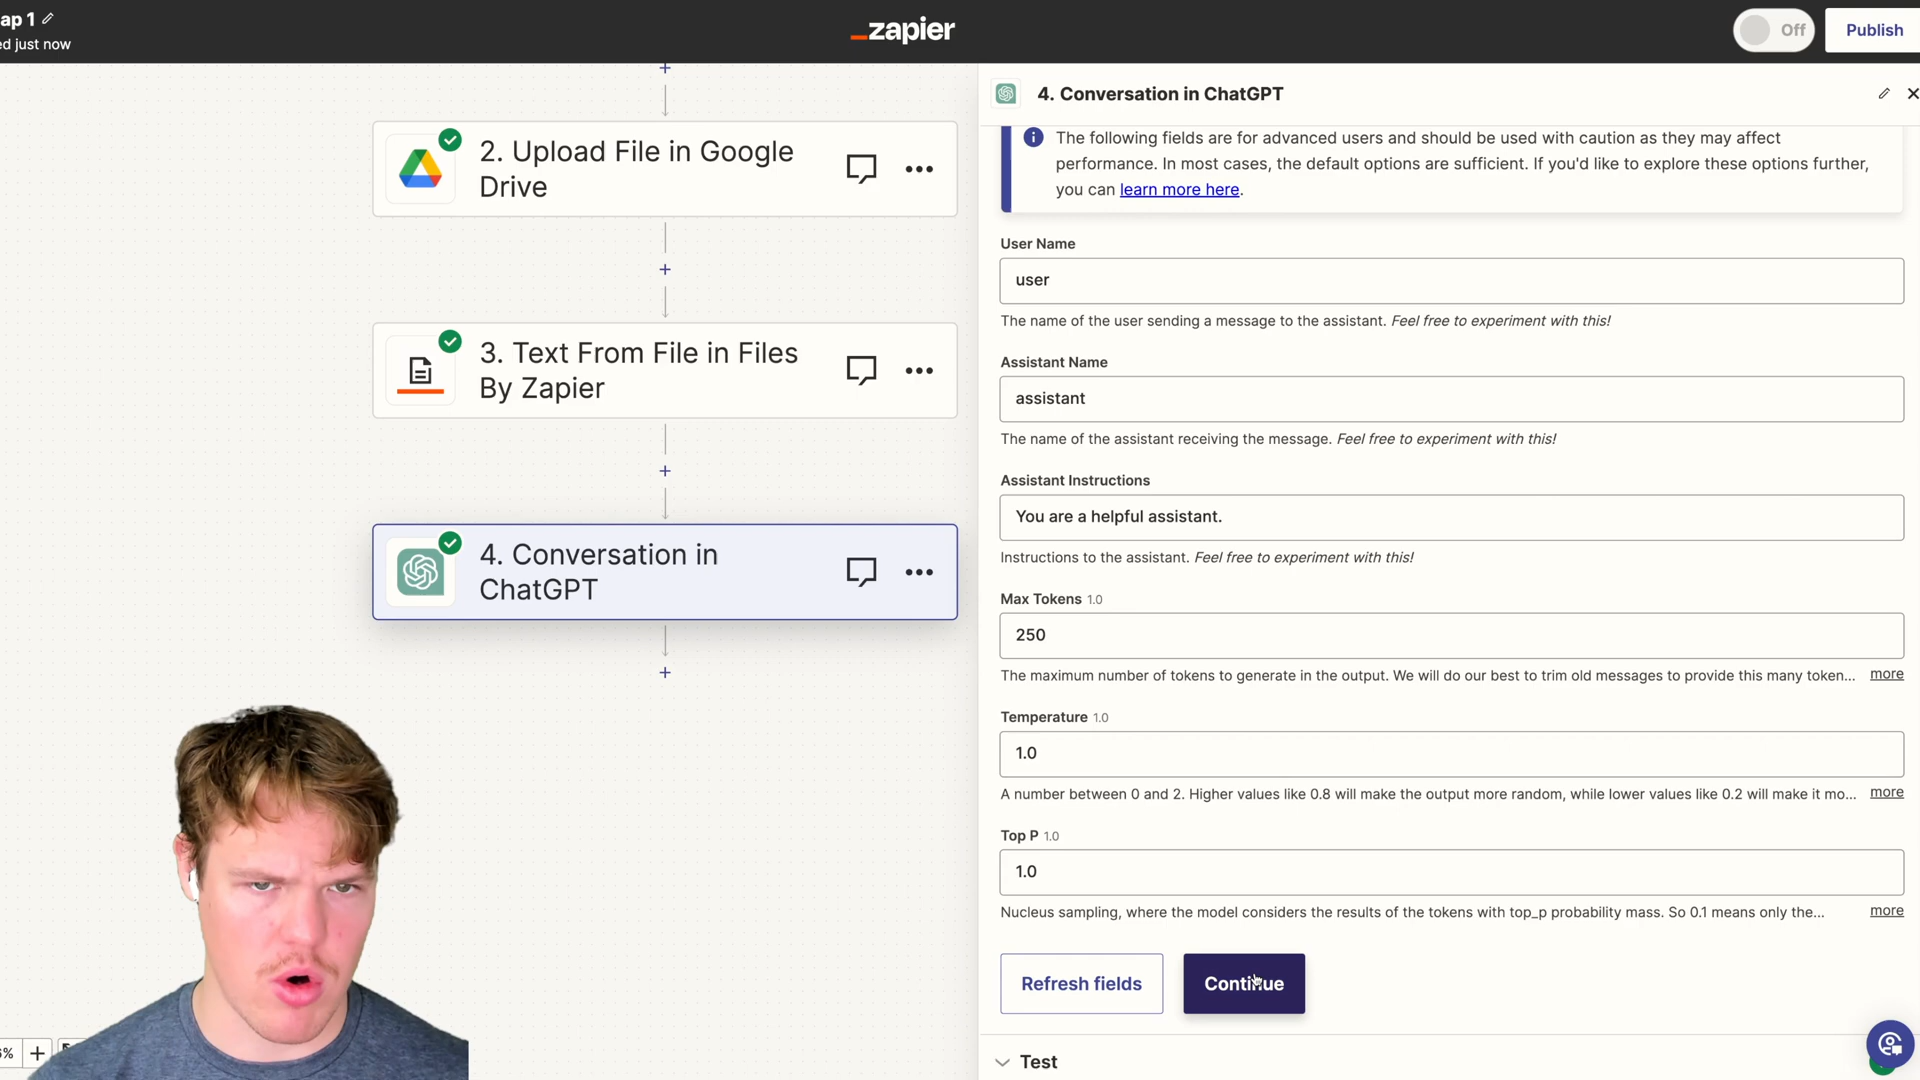 ap 1
ed just now
zapier
Off
Publish
2. Upload File in Google
Drive
3. Text From File in Files
By Zapier
4. Conversation in
ChatGPT
6%
4. Conversation in ChatGPT
The following fields are for advanced users and should be used with caution as they may affect
performance. In most cases, the default options are sufficient. If you'd like to explore these options further,
you can learn more here.
User Name
user
The name of the user sending a message to the assistant. Feel free to experiment with this!
Assistant Name
assistant
The name of the assistant receiving the message. Feel free to experiment with this!
Assistant Instructions
You are a helpful assistant.
Instructions to the assistant. Feel free to experiment with this!
Max Tokens 1.0
250
The maximum number of tokens to generate in the output. We will do our best to trim old messages to provide this many token... more
Temperature 1.0
1.0
A number between 0 and 2. Higher values like 0.8 will make the output more random, while lower values like 0.2 will make it mo... more
Top P 1.0
1.0
Nucleus sampling, where the model considers the results of the tokens with top_p probability mass. So 0.1 means only the... more
Refresh fields
Continue
Test